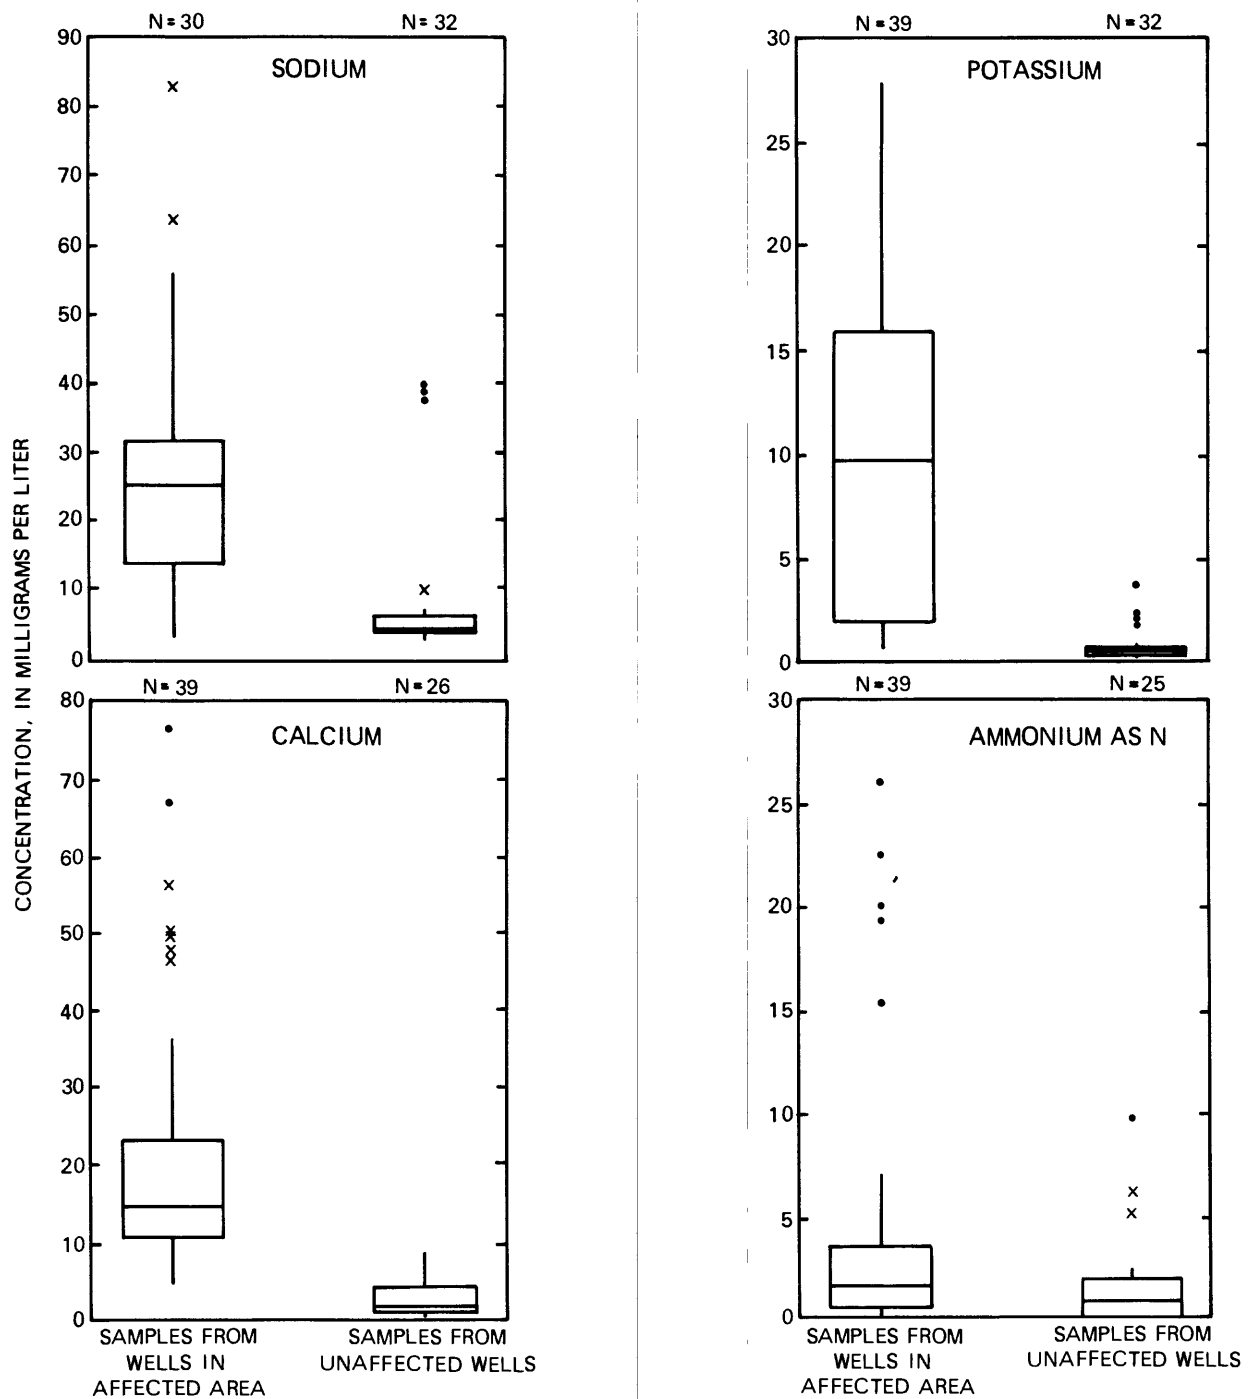 CONCENTRATION, IN MILLIGRAMS PER LITER
N=30 N=32
SODIUM
90
80
70
60
50
40
30
20
10
0
N=39 N=32
POTASSIUM
30
25
20
15
10
5
0
N=39 N=26
CALCIUM
80
70
60
50
40
30
20
10
0
SAMPLES FROM
WELLS IN
AFFECTED AREA
SAMPLES FROM
UNAFFECTED WELLS
N=39 N=25
AMMONIUM AS N
30
25
20
15
10
5
0
SAMPLES FROM
WELLS IN
AFFECTED AREA
SAMPLES FROM
UNAFFECTED WELLS